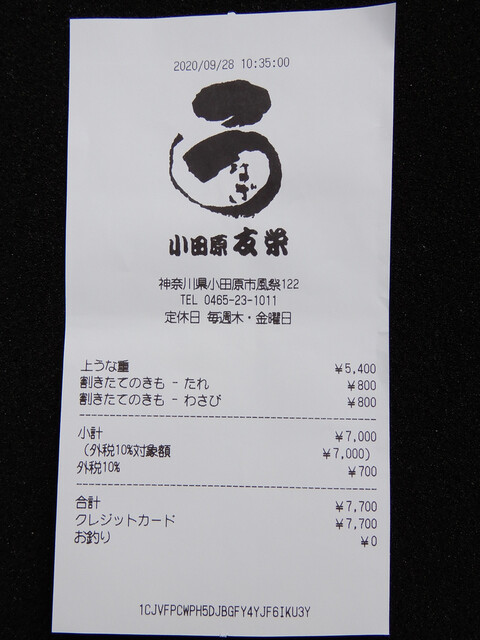 2020/09/28 10:35:00
うなぎ
小田原 友栄
神奈川県小田原市風祭122
TEL 0465-23-1011
定休日 毎週木・金曜日
上うな重 ¥5,400
割きたてのきも - たれ ¥800
割きたてのきも - わさび ¥800
小計 ¥7,000
(外税10%対象額 ¥7,000)
外税10% ¥700
合計 ¥7,700
クレジットカード ¥7,700
お釣り ¥0
1CJVFPCWPH5DJBGFY4YJF6IKU3Y